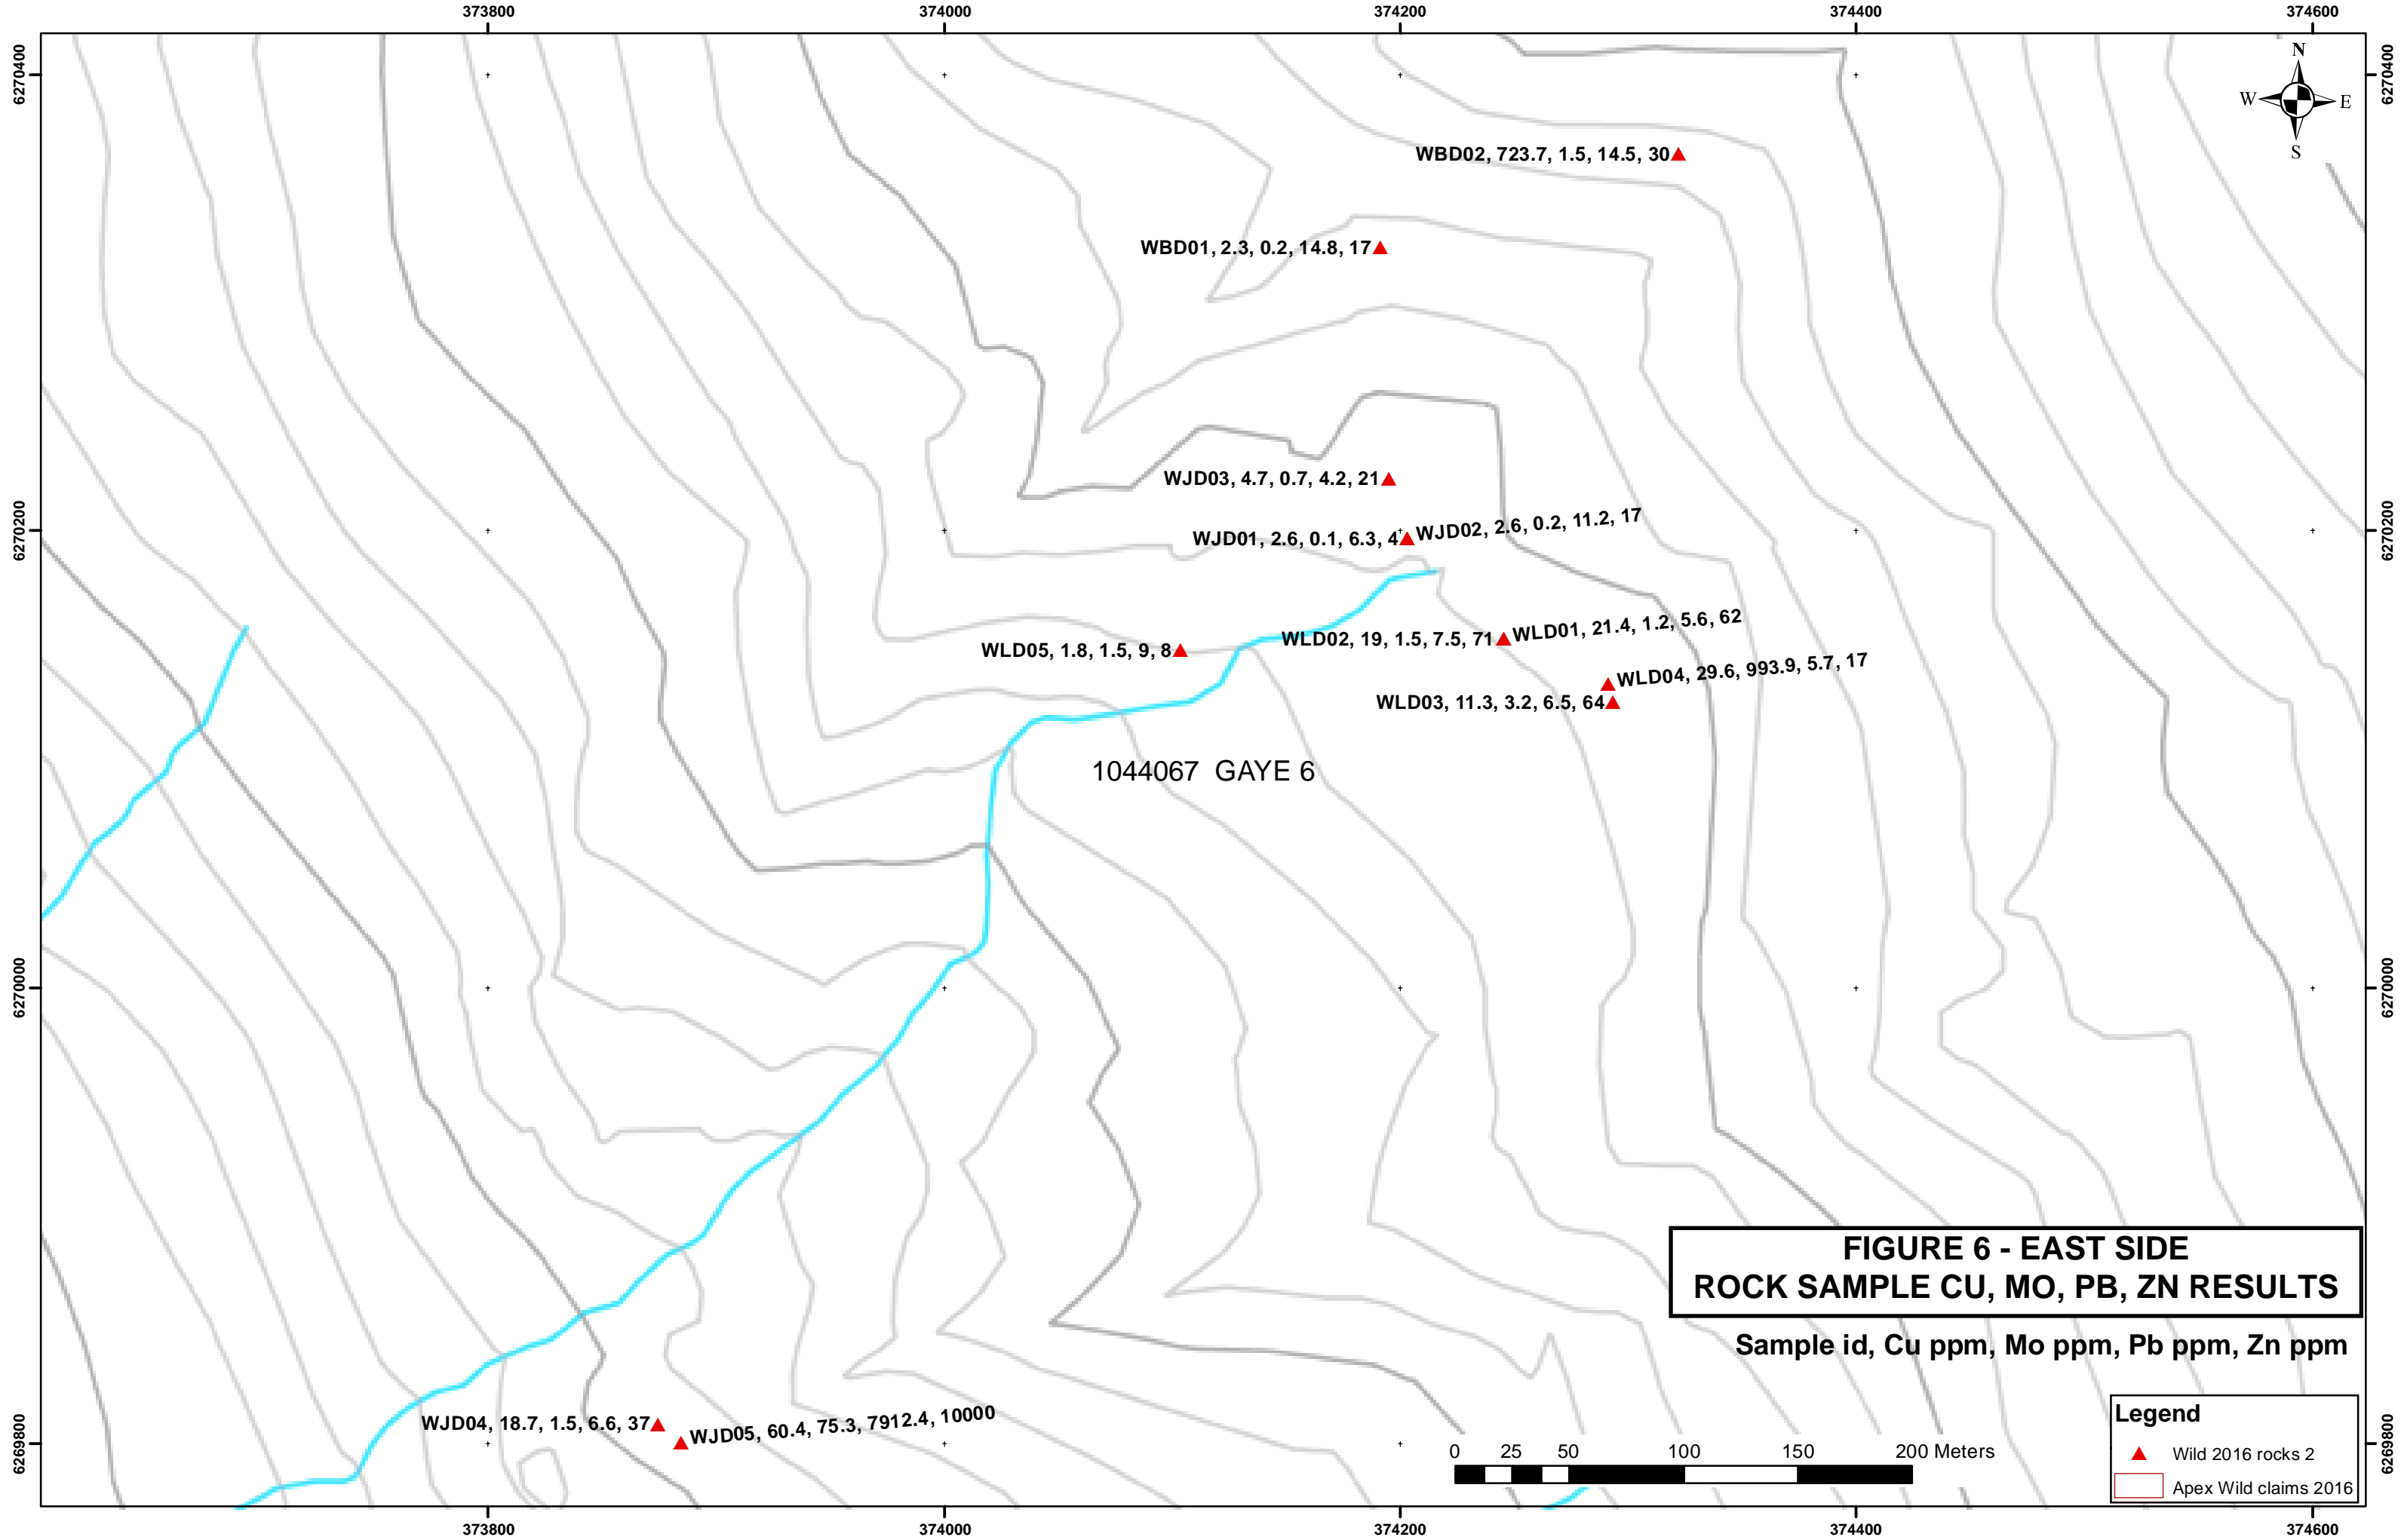 373800 374000 374200 374400 374600
6270400 6270400
N
W E
S
WBD02, 723.7, 1.5, 14.5, 30
WBD01, 2.3, 0.2, 14.8, 17
WJD03, 4.7, 0.7, 4.2, 21
6270200 6270200
WJD01, 2.6, 0.1, 6.3, 4
WJD02, 2.6, 0.2, 11.2, 17
WLD02, 19, 1.5, 7.5, 71
WLD01, 21.4, 1.2, 5.6, 62
WLD05, 1.8, 1.5, 9, 8
WLD04, 29.6, 993.9, 5.7, 17
WLD03, 11.3, 3.2, 6.5, 64
1044067 GAYE 6
6270000 6270000
FIGURE 6 - EAST SIDE
ROCK SAMPLE CU, MO, PB, ZN RESULTS
Sample id, Cu ppm, Mo ppm, Pb ppm, Zn ppm
WJD04, 18.7, 1.5, 6.6, 37
WJD05, 60.4, 75.3, 7912.4, 10000
6269800 6269800
0 25 50 100 150 200 Meters
Legend
Wild 2016 rocks 2
Apex Wild claims 2016
373800 374000 374200 374400 374600